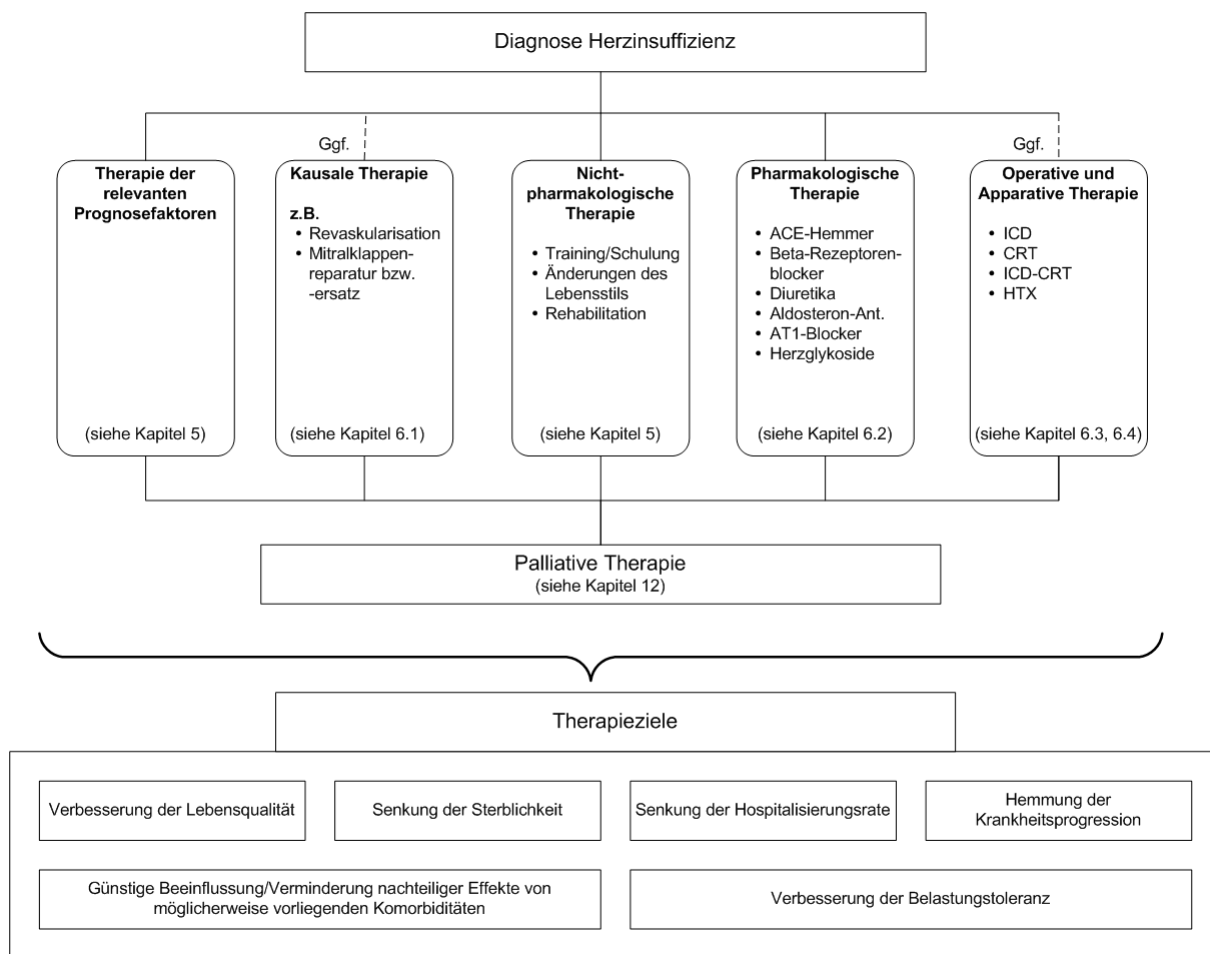 Diagnose Herzinsuffizienz
Ggf.
Ggf.
Therapie der
relevanten
Prognosefaktoren
(siehe Kapitel 5)
Kausale Therapie
z.B.
• Revaskularisation
• Mitralklappen-
reparatur bzw.
-ersatz
(siehe Kapitel 6.1)
Nicht-
pharmakologische
Therapie
• Training/Schulung
• Änderungen des
Lebensstils
• Rehabilitation
(siehe Kapitel 5)
Pharmakologische
Therapie
• ACE-Hemmer
• Beta-Rezeptoren-
blocker
• Diuretika
• Aldosteron-Ant.
• AT1-Blocker
• Herzglykoside
(siehe Kapitel 6.2)
Operative und
Apparative Therapie
• ICD
• CRT
• ICD-CRT
• HTX
(siehe Kapitel 6.3, 6.4)
Palliative Therapie
(siehe Kapitel 12)
Therapieziele
Verbesserung der Lebensqualität
Senkung der Sterblichkeit
Senkung der Hospitalisierungsrate
Hemmung der
Krankheitsprogression
Günstige Beeinflussung/Verminderung nachteiliger Effekte von
möglicherweise vorliegenden Komorbiditäten
Verbesserung der Belastungstoleranz